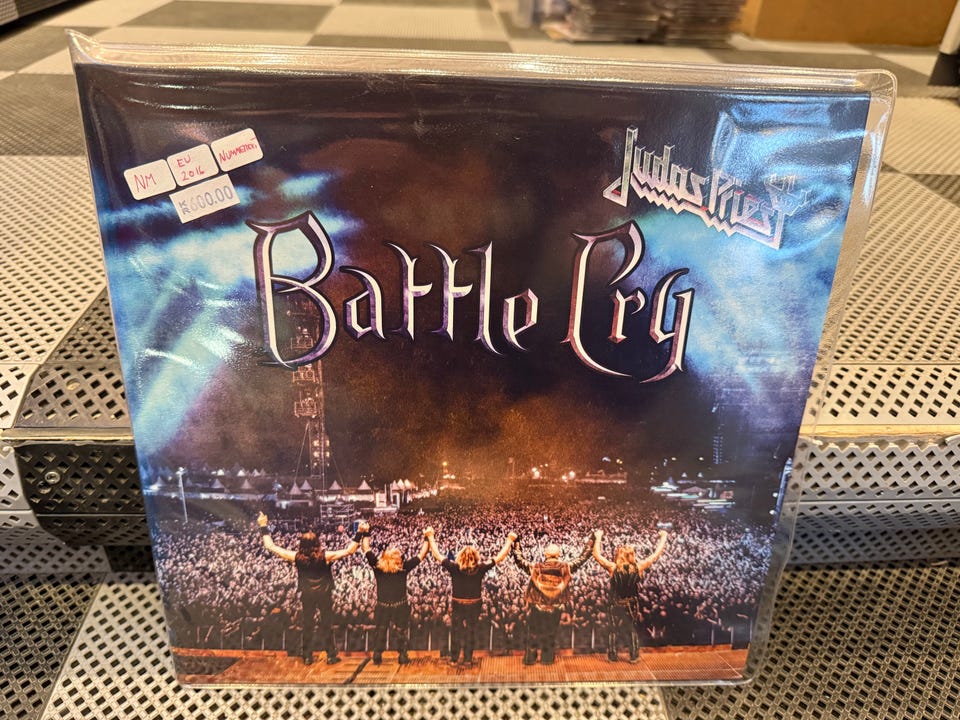 NM
EU
2016
NUMMERERT
KR 600.00
Judas Priest
Battle Cry